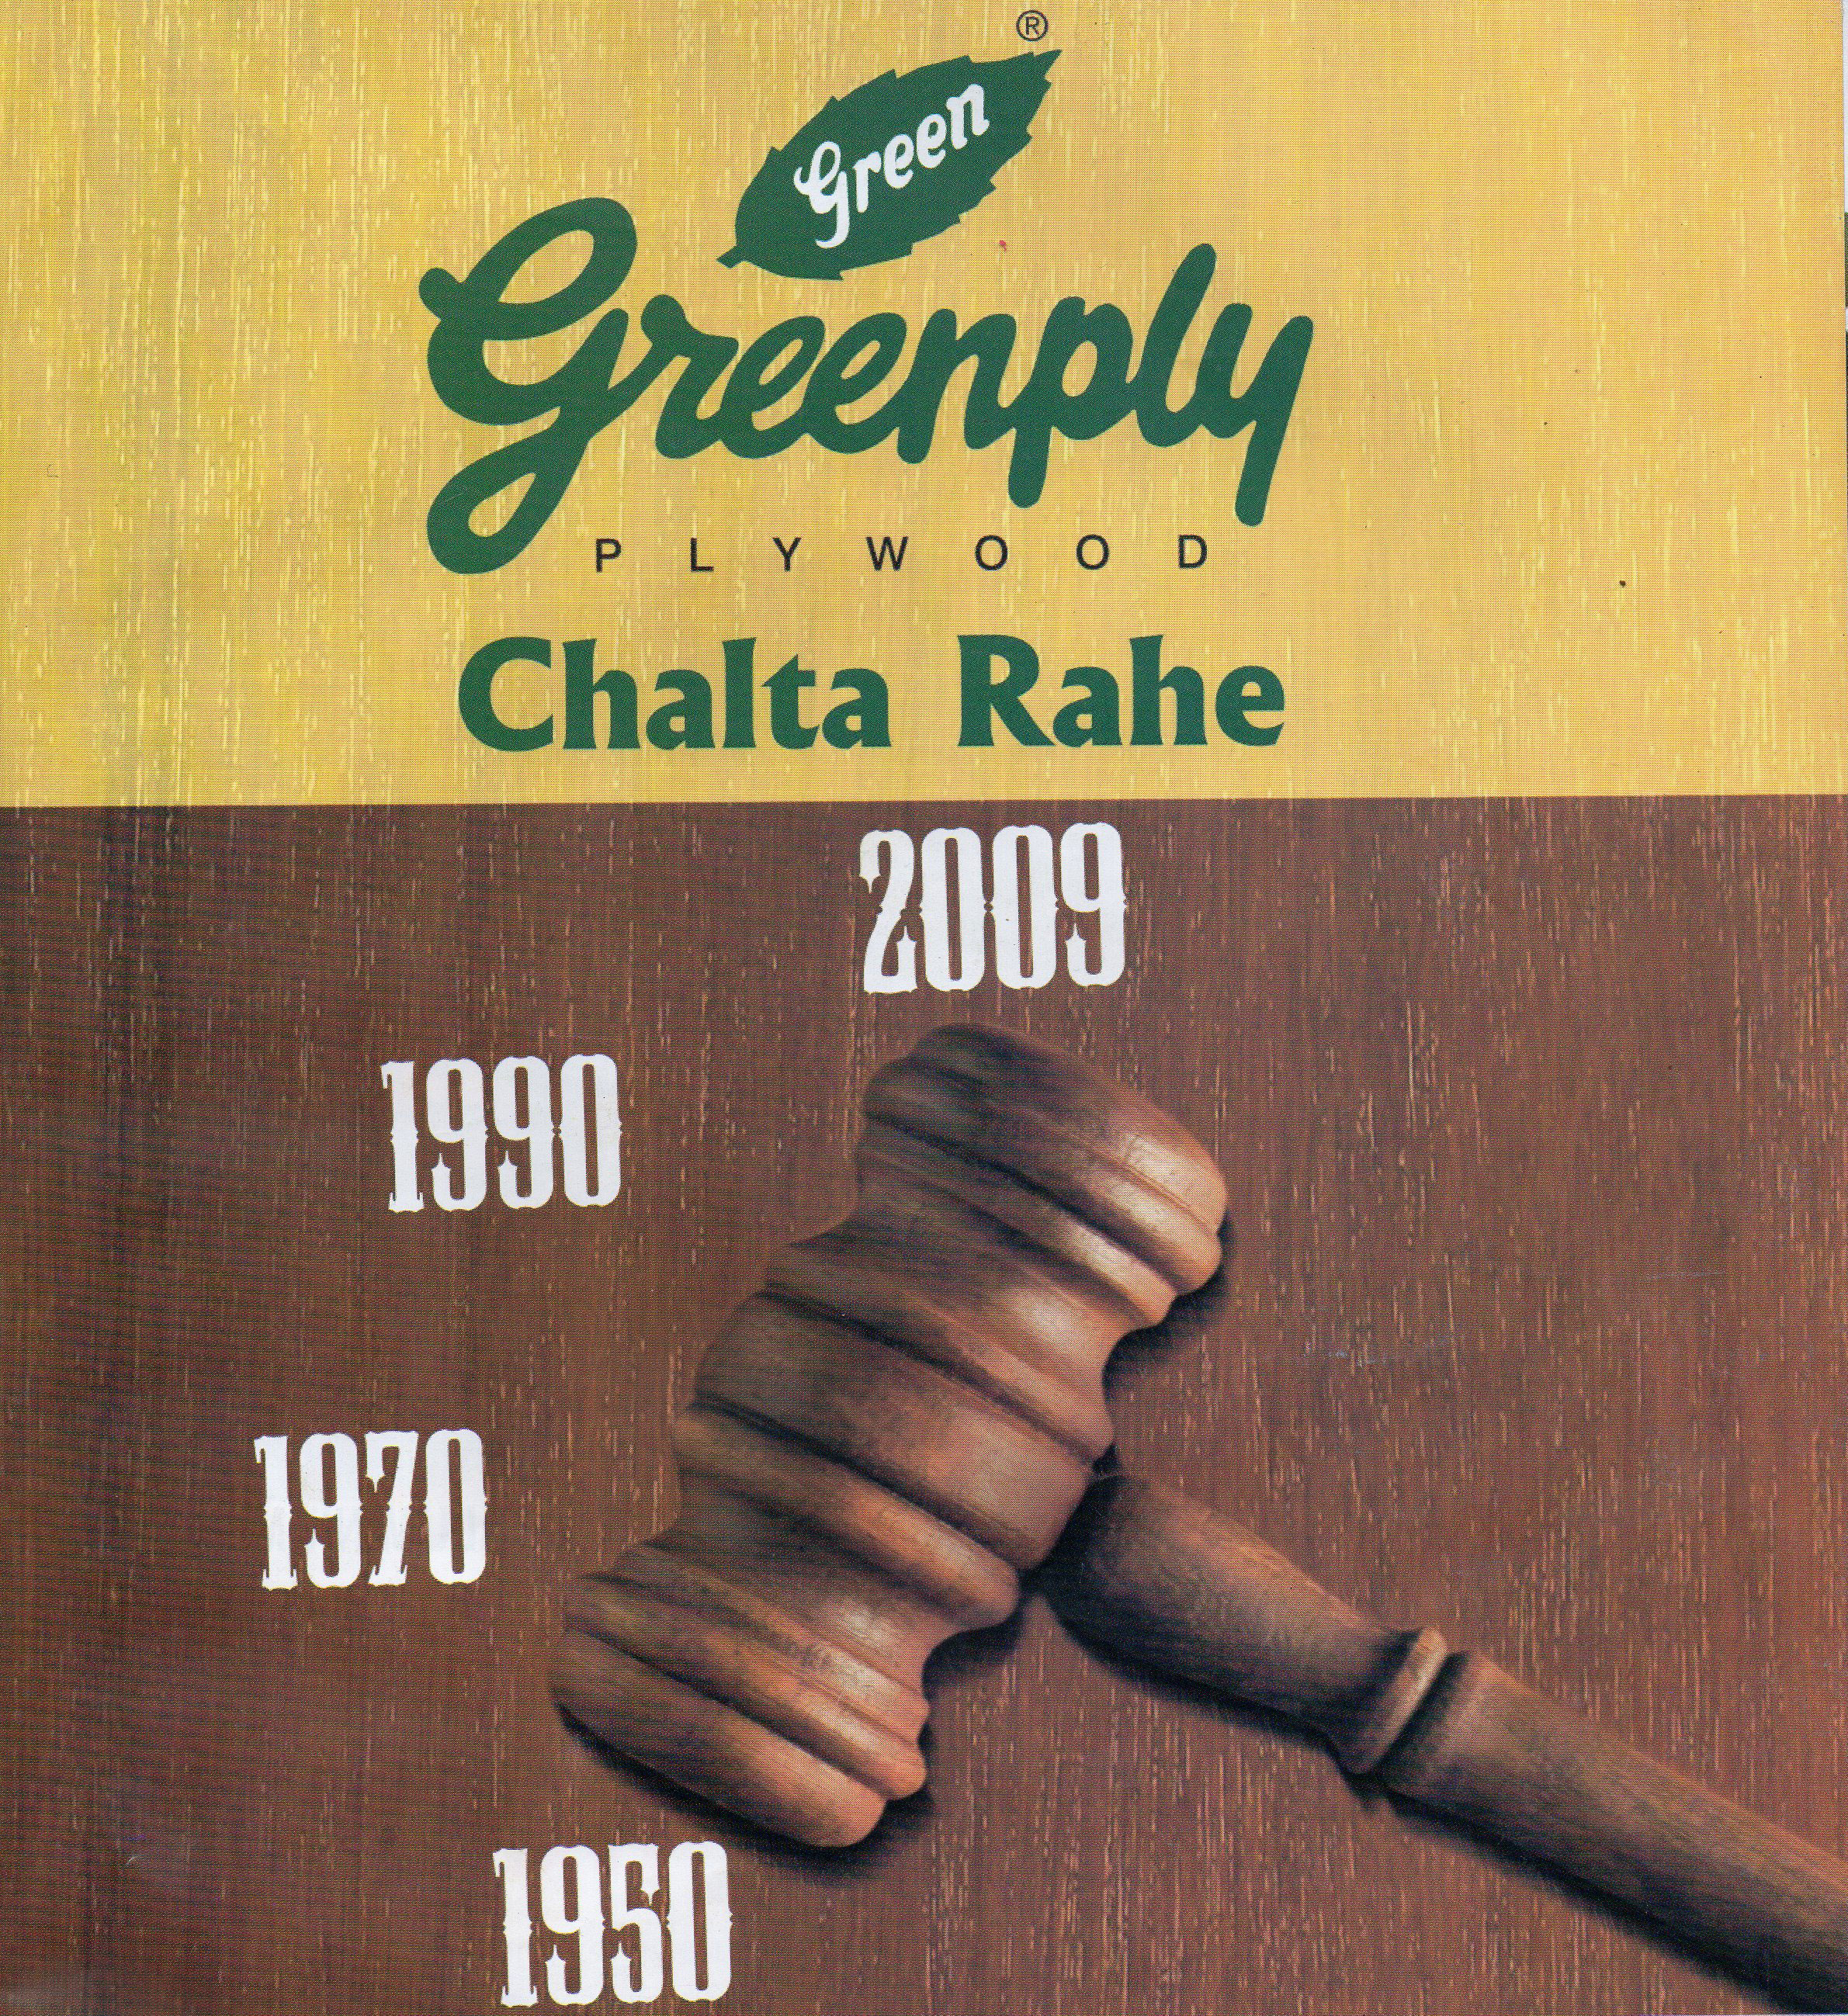 ®
Green
Greenply
PLYWOOD
Chalta Rahe
2009
1990
1970
1950